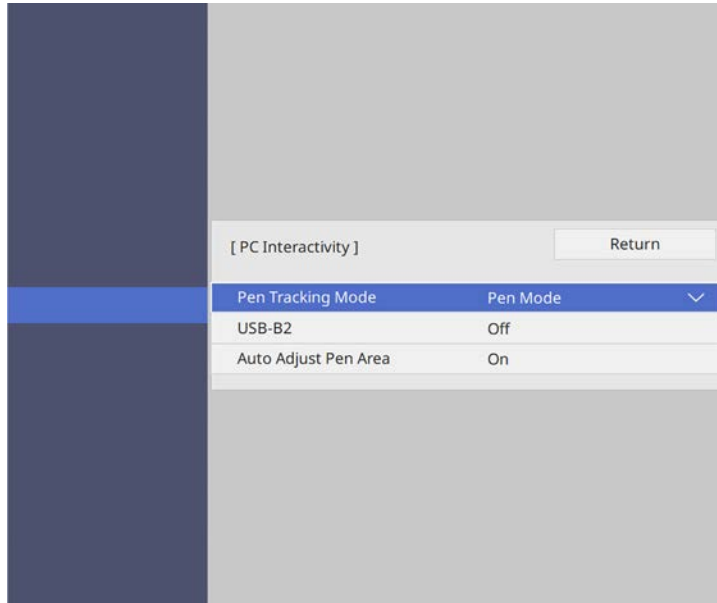 [ PC Interactivity ]
Return
Pen Tracking Mode Pen Mode
USB-B2 Off
Auto Adjust Pen Area On